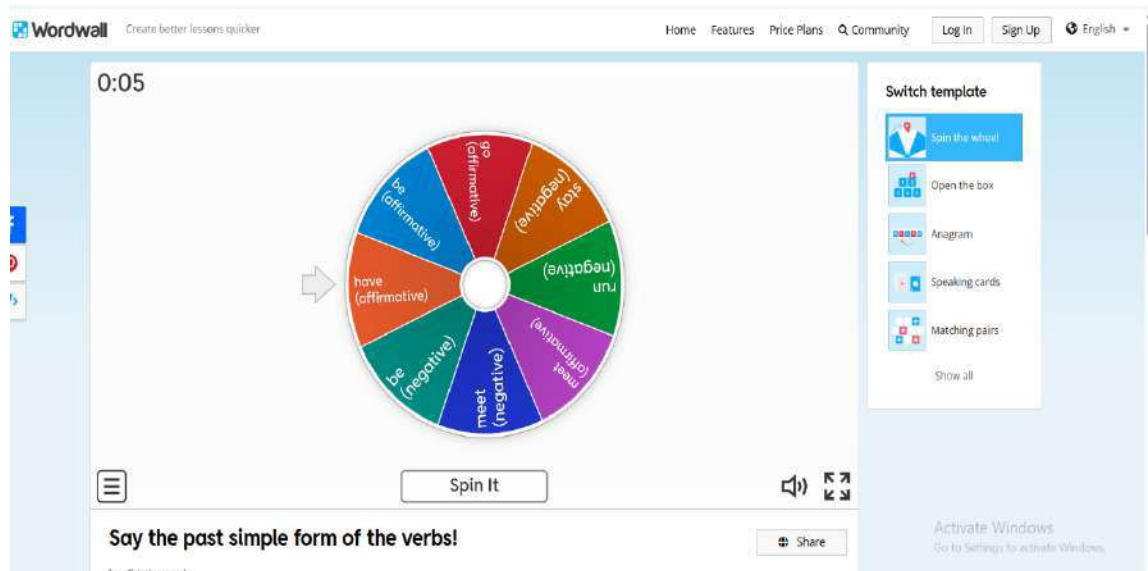 Wordwall Create better lessons quicker Home Features Price Plans Community Log In Sign Up English
0:05
go
(affirmative)
stay
(negative)
run
(negative)
meet
(affirmative)
meet
(negative)
be
(negative)
have
(affirmative)
be
(affirmative)
Spin It
Say the past simple form of the verbs!
Share
Switch template
Spin the wheel
Open the box
Anagram
Speaking cards
Matching pairs
Show all
Activate Windows
Go to Settings to activate Windows.